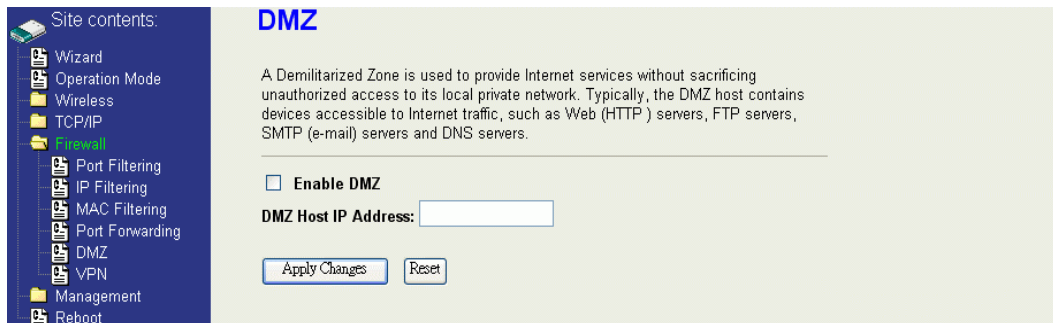 Site contents:
Wizard
Operation Mode
Wireless
TCP/IP
Firewall
Port Filtering
IP Filtering
MAC Filtering
Port Forwarding
DMZ
VPN
Management
Reboot
DMZ
A Demilitarized Zone is used to provide Internet services without sacrificing
unauthorized access to its local private network. Typically, the DMZ host contains
devices accessible to Internet traffic, such as Web (HTTP ) servers, FTP servers,
SMTP (e-mail) servers and DNS servers.
Enable DMZ
DMZ Host IP Address:
Apply Changes Reset